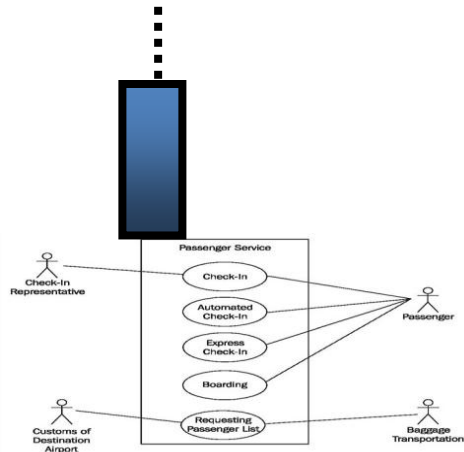 Passenger Service
Check-In
Check-In
Representative
Automated
Check-In
Passenger
Express
Check-In
Boarding
Requesting
Passenger List
Customs of
Destination
Airport
Baggage
Transportation